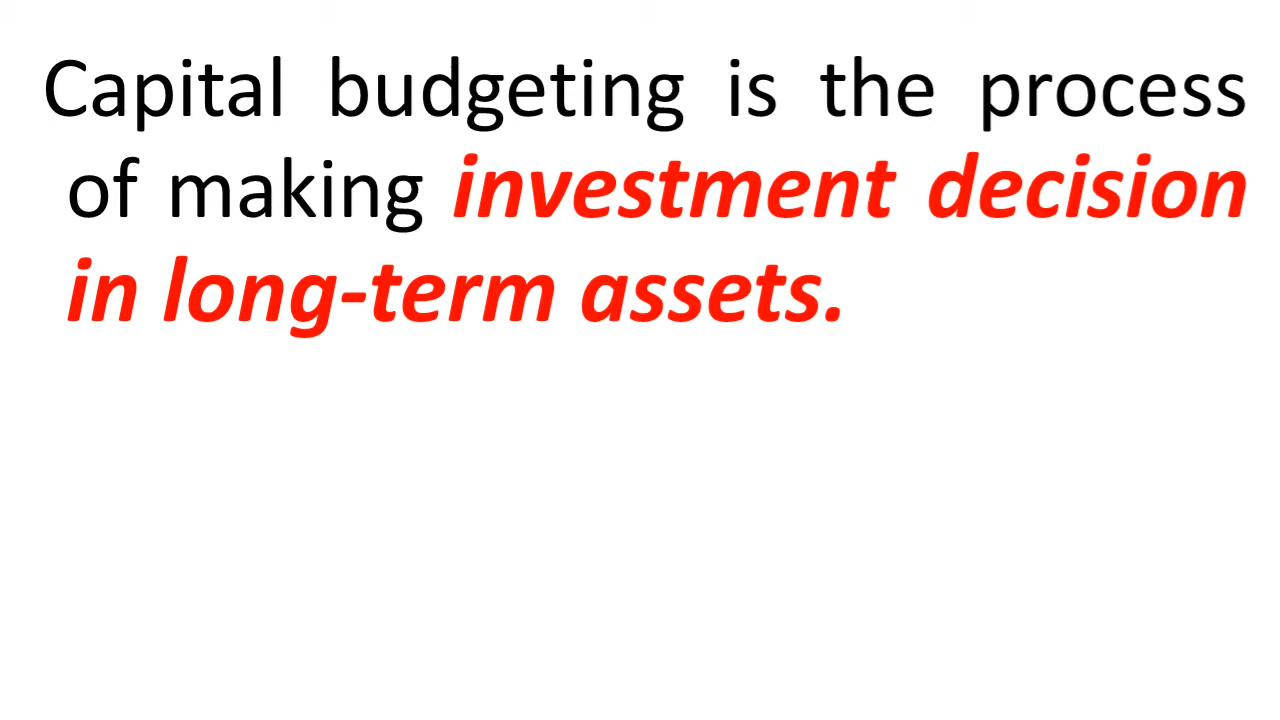 Capital budgeting is the process
of making investment decision
in long-term assets.